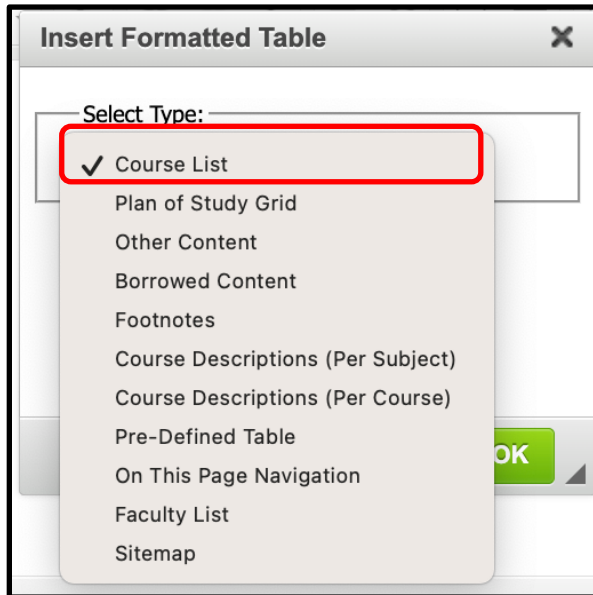 Insert Formatted Table
Select Type:
Course List
Plan of Study Grid
Other Content
Borrowed Content
Footnotes
Course Descriptions (Per Subject)
Course Descriptions (Per Course)
Pre-Defined Table
OK
On This Page Navigation
Faculty List
Sitemap